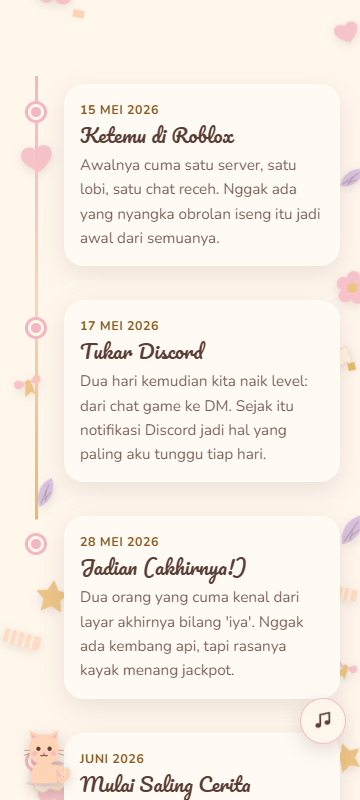 15 MEI 2026
Ketemu di Roblox
Awalnya cuma satu server, satu
lobi, satu chat receh. Nggak ada
yang nyangka obrolan iseng itu jadi
awal dari semuanya.
17 MEI 2026
Tukar Discord
Dua hari kemudian kita naik level:
dari chat game ke DM. Sejak itu
notifikasi Discord jadi hal yang
paling aku tunggu tiap hari.
28 MEI 2026
Jadian (akhirnya!)
Dua orang yang cuma kenal dari
layar akhirnya bilang 'iya'. Nggak
ada kembang api, tapi rasanya
kayak menang jackpot.
JUNI 2026
Mulai Saling Cerita